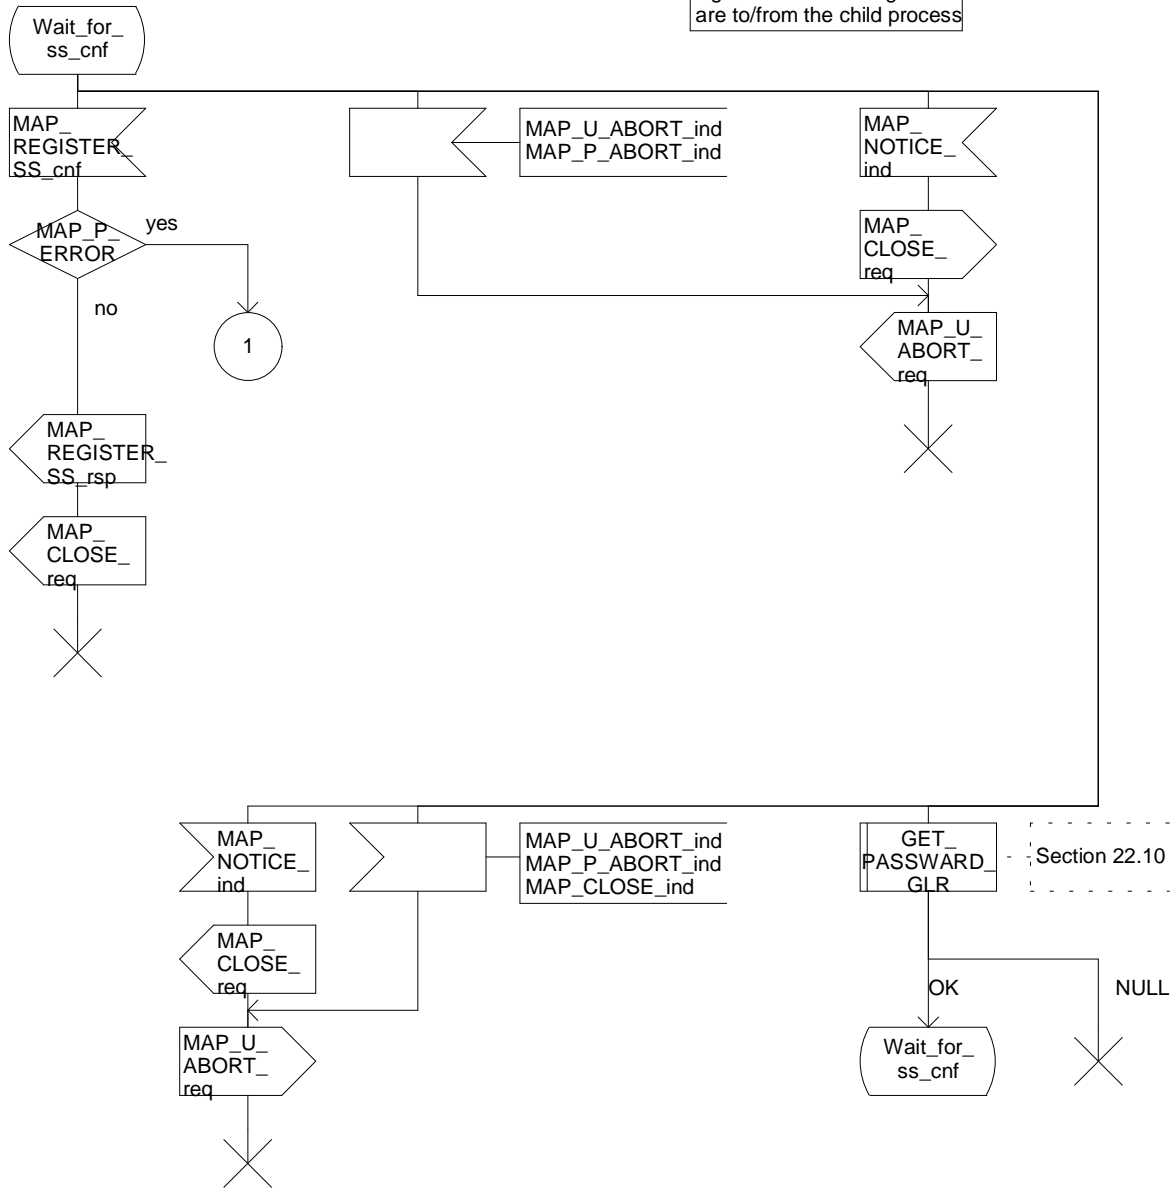 Wait_for_
ss_cnf
are to/from the child process
MAP_
REGISTER_
SS_cnf
MAP_U_ABORT_ind
MAP_P_ABORT_ind
MAP_
NOTICE_
ind
MAP_P_
ERROR
yes
no
1
MAP_
CLOSE_
req
MAP_U_
ABORT_
req
MAP_
REGISTER_
SS_rsp
MAP_
CLOSE_
req
MAP_
NOTICE_
ind
MAP_U_ABORT_ind
MAP_P_ABORT_ind
MAP_CLOSE_ind
GET_
PASSWARD_
GLR
Section 22.10
MAP_
CLOSE_
req
OK
NULL
MAP_U_
ABORT_
req
Wait_for_
ss_cnf